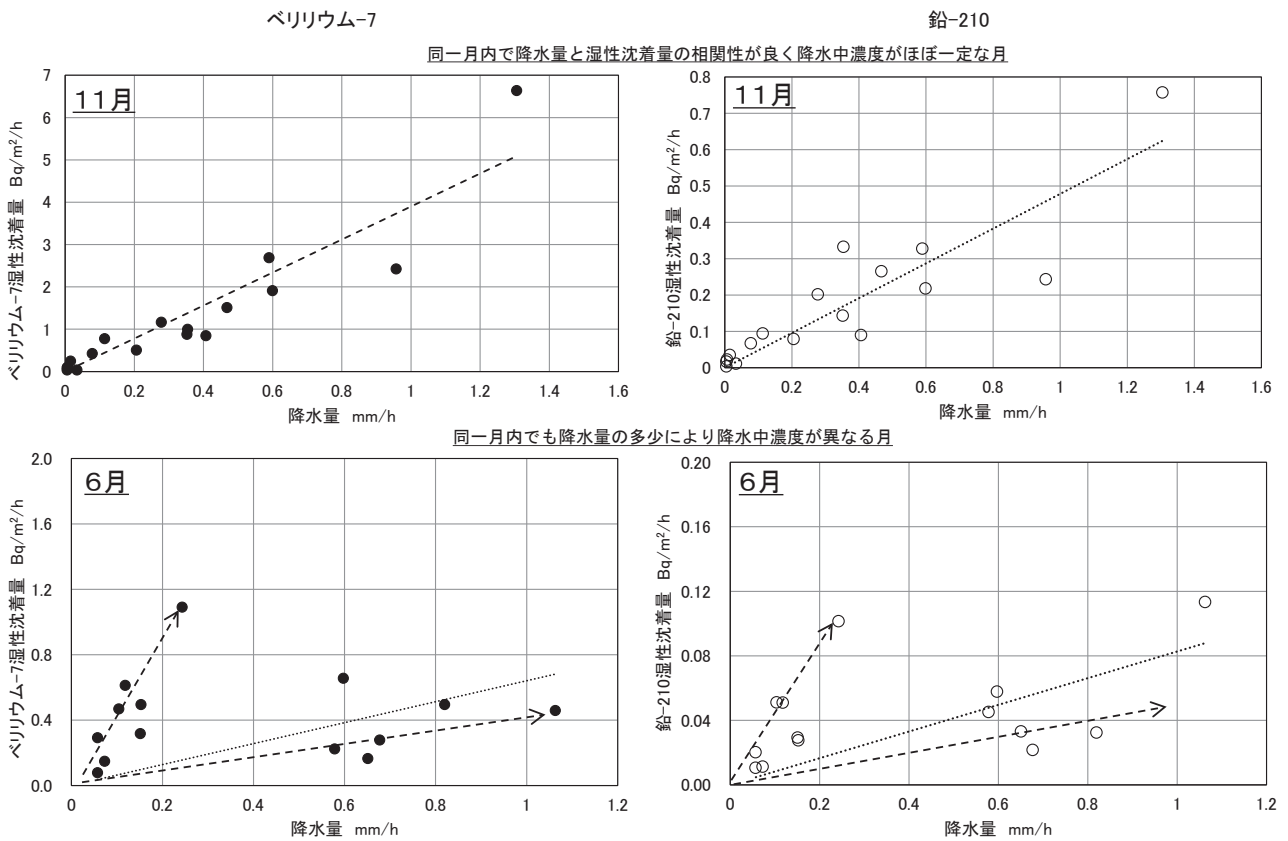 ベリリウム-7
鉛-210
同一月内で降水量と湿性沈着量の相関性が良く降水中濃度がほぼ一定な月
11月
ベリリウム-7湿性沈着量 Bq/m²/h
7
6
5
4
3
2
1
0
0 0.2 0.4 0.6 0.8 1 1.2 1.4 1.6
降水量 mm/h
11月
鉛-210湿性沈着量 Bq/m²/h
0.8
0.7
0.6
0.5
0.4
0.3
0.2
0.1
0
0 0.2 0.4 0.6 0.8 1 1.2 1.4 1.6
降水量 mm/h
同一月内でも降水量の多少により降水中濃度が異なる月
6月
ベリリウム-7湿性沈着量 Bq/m²/h
2.0
1.6
1.2
0.8
0.4
0.0
0 0.2 0.4 0.6 0.8 1 1.2
降水量 mm/h
6月
鉛-210湿性沈着量 Bq/m²/h
0.20
0.16
0.12
0.08
0.04
0.00
0 0.2 0.4 0.6 0.8 1 1.2
降水量 mm/h